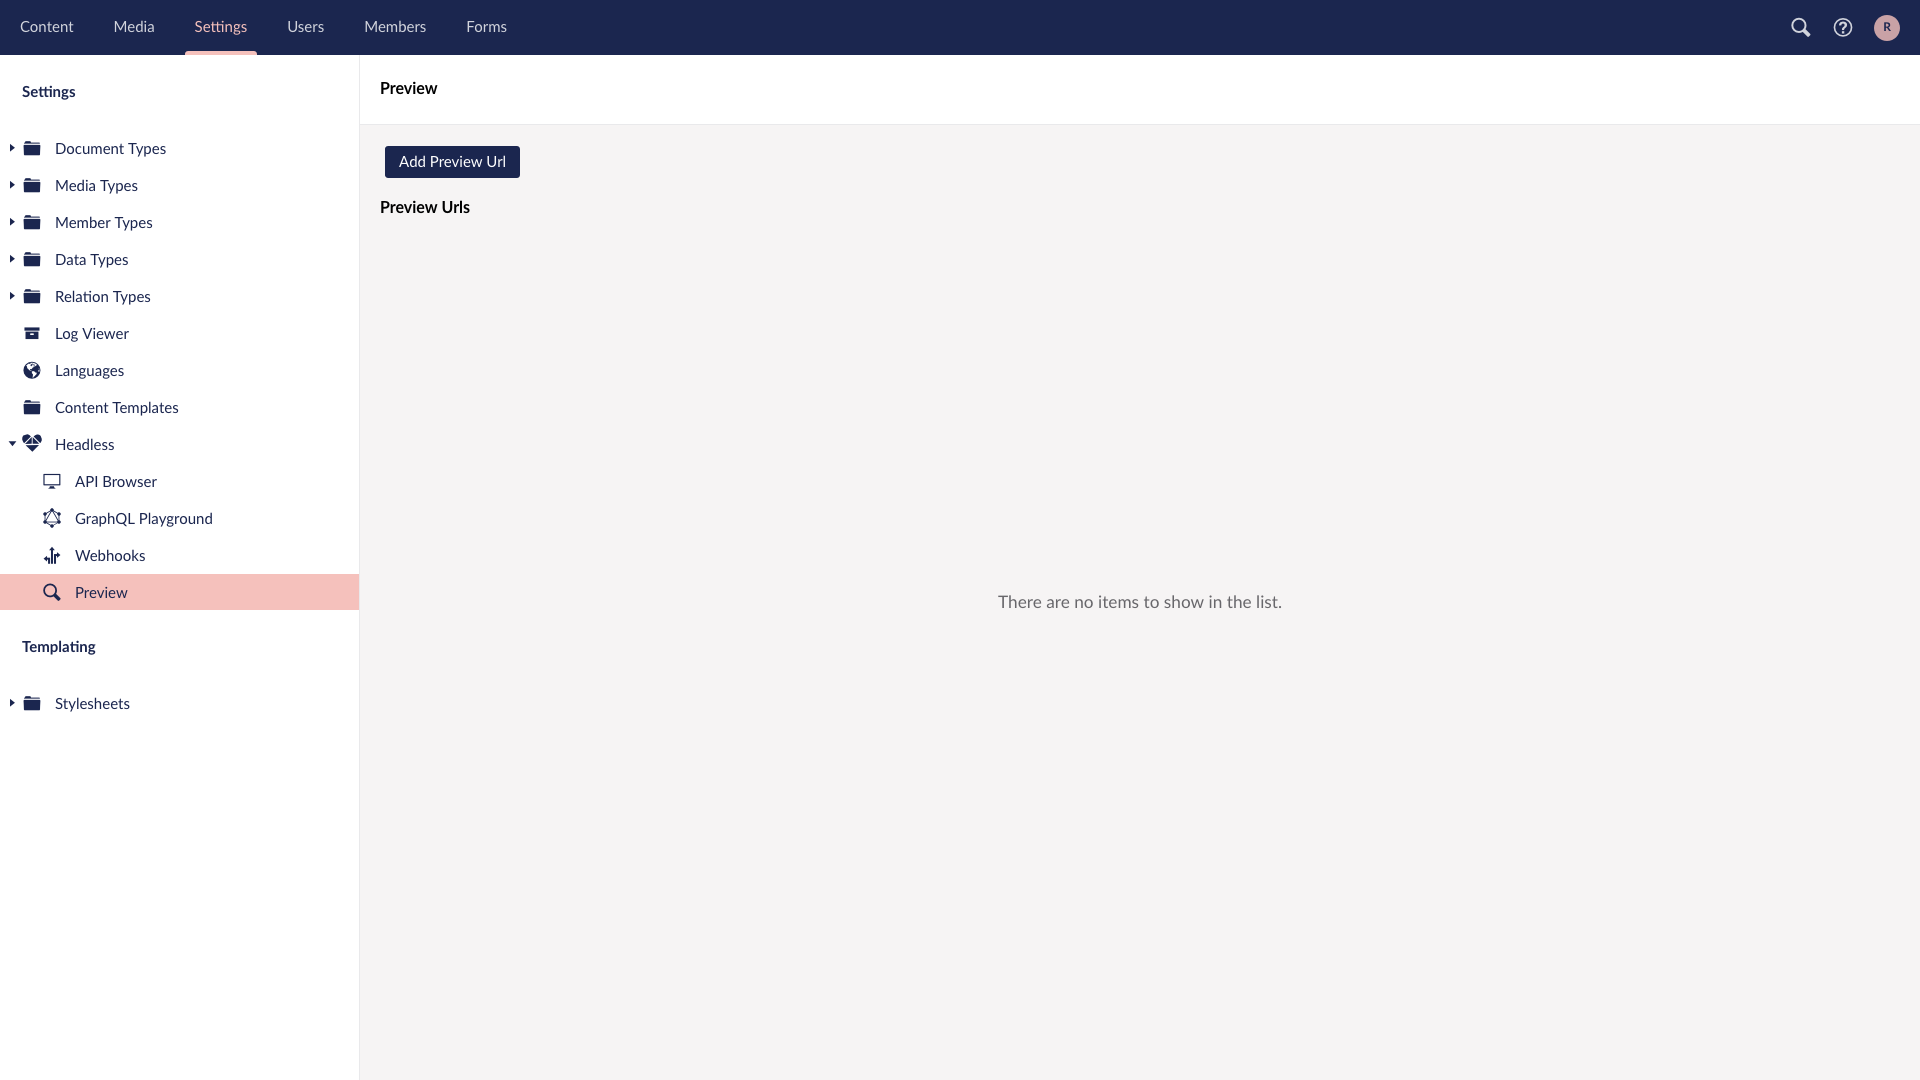 Content
Media
Settings
Users
Members
Forms
R
Settings
Document Types
Media Types
Member Types
Data Types
Relation Types
Log Viewer
Languages
Content Templates
Headless
API Browser
GraphQL Playground
Webhooks
Preview
Templating
Stylesheets
Preview
Add Preview Url
Preview Urls
There are no items to show in the list.